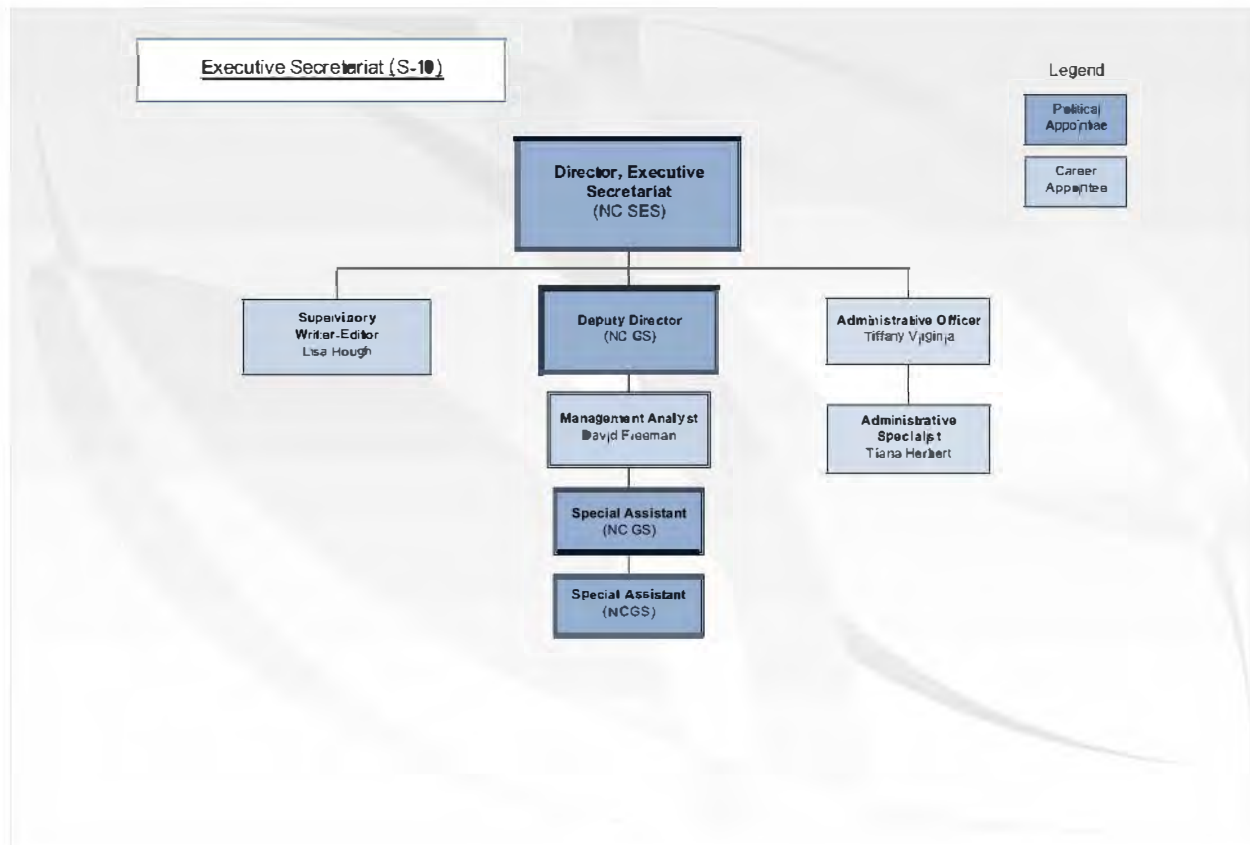 Executive Secretariat (S-10)
Legend
Political
Appointee
Career
Appointee
Director, Executive
Secretariat
(NC SES)
Supervisory
Writer-Editor
Lisa Hough
Deputy Director
(NC GS)
Administrative Officer
Tiffany Virginia
Management Analyst
David Freeman
Administrative
Specialist
Tiana Herbert
Special Assistant
(NC GS)
Special Assistant
(NCGS)